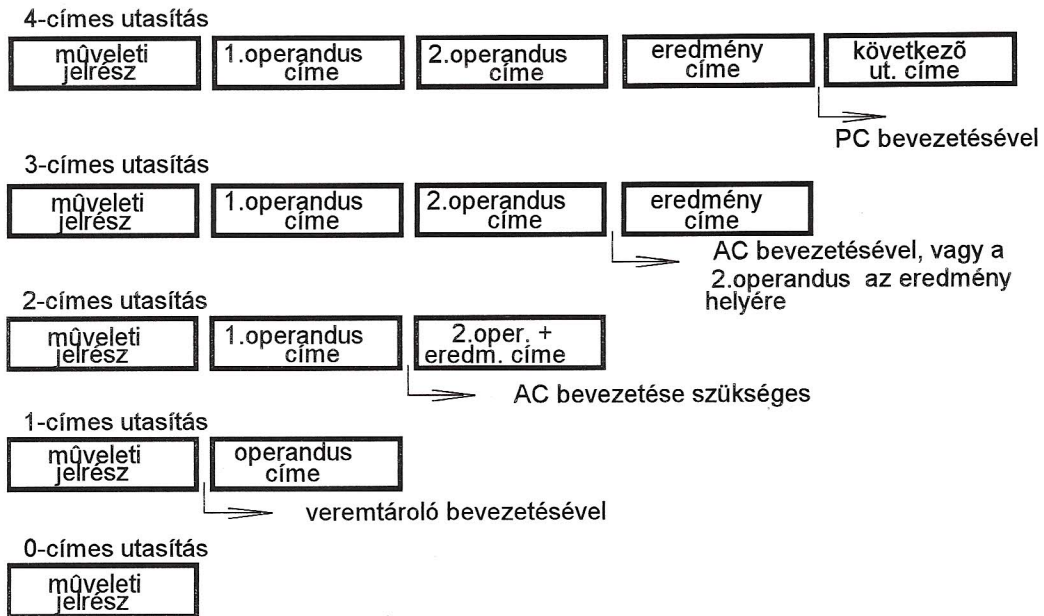 4-címes utasítás
mûveleti
jelrész
1.operandus
címe
2.operandus
címe
eredmény
címe
következõ
ut. címe
PC bevezetésével
3-címes utasítás
mûveleti
jelrész
1.operandus
címe
2.operandus
címe
eredmény
címe
AC bevezetésével, vagy a
2.operandus az eredmény
helyére
2-címes utasítás
mûveleti
jelrész
1.operandus
címe
2.oper. +
eredm. címe
AC bevezetése szükséges
1-címes utasítás
mûveleti
jelrész
operandus
címe
veremtároló bevezetésével
0-címes utasítás
mûveleti
jelrész